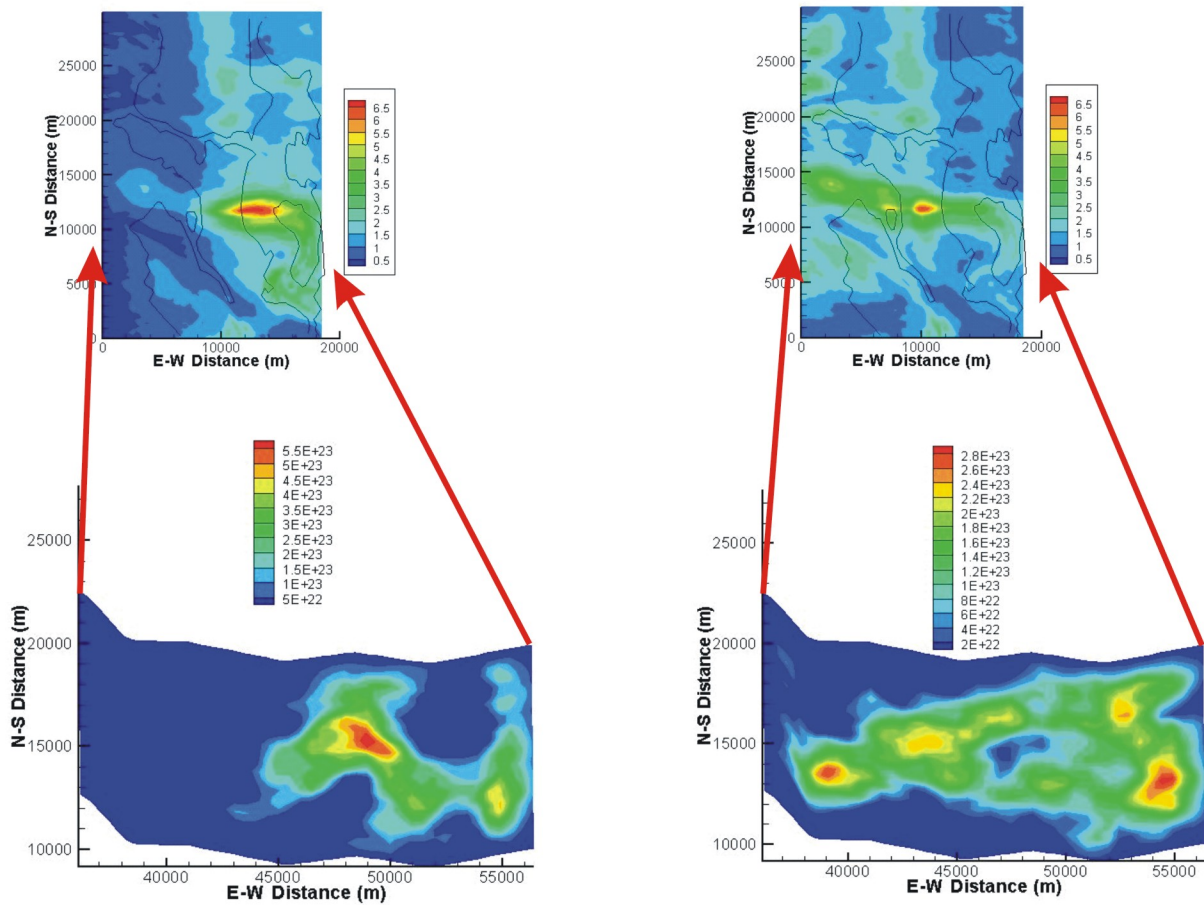 25000
20000
15000
10000
5000
0
N-S Distance (m)
0
10000
20000
E-W Distance (m)
6.5
6
5.5
5
4.5
4
3.5
3
2.5
2
1.5
1
0.5
25000
20000
15000
10000
5000
0
N-S Distance (m)
0
10000
20000
E-W Distance (m)
6.5
6
5.5
5
4.5
4
3.5
3
2.5
2
1.5
1
0.5
5.5E+23
5E+23
4.5E+23
4E+23
3.5E+23
3E+23
2.5E+23
2E+23
1.5E+23
1E+23
5E+22
25000
20000
15000
10000
N-S Distance (m)
40000
45000
50000
55000
E-W Distance (m)
2.8E+23
2.6E+23
2.4E+23
2.2E+23
2E+23
1.8E+23
1.6E+23
1.4E+23
1.2E+23
1E+23
8E+22
6E+22
4E+22
2E+22
25000
20000
15000
10000
N-S Distance (m)
40000
45000
50000
55000
E-W Distance (m)